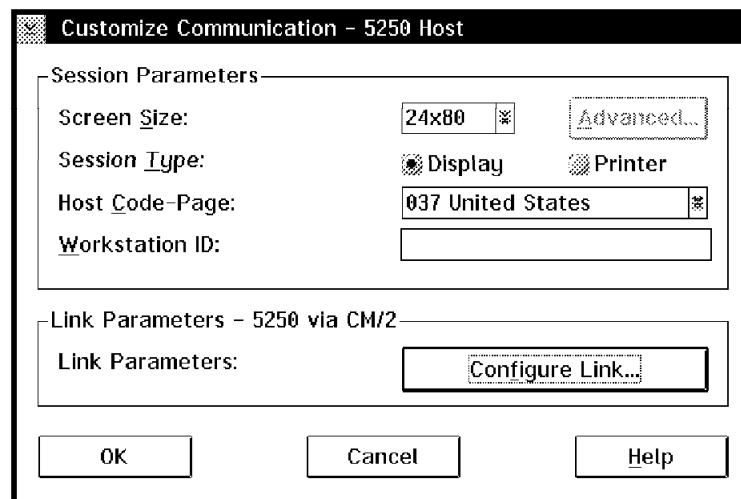 Customize Communication - 5250 Host
Session Parameters
Screen Size: 24x80 Advanced...
Session Type: Display Printer
Host Code-Page: 037 United States
Workstation ID:
Link Parameters - 5250 via CM/2
Link Parameters: Configure Link...
OK Cancel Help